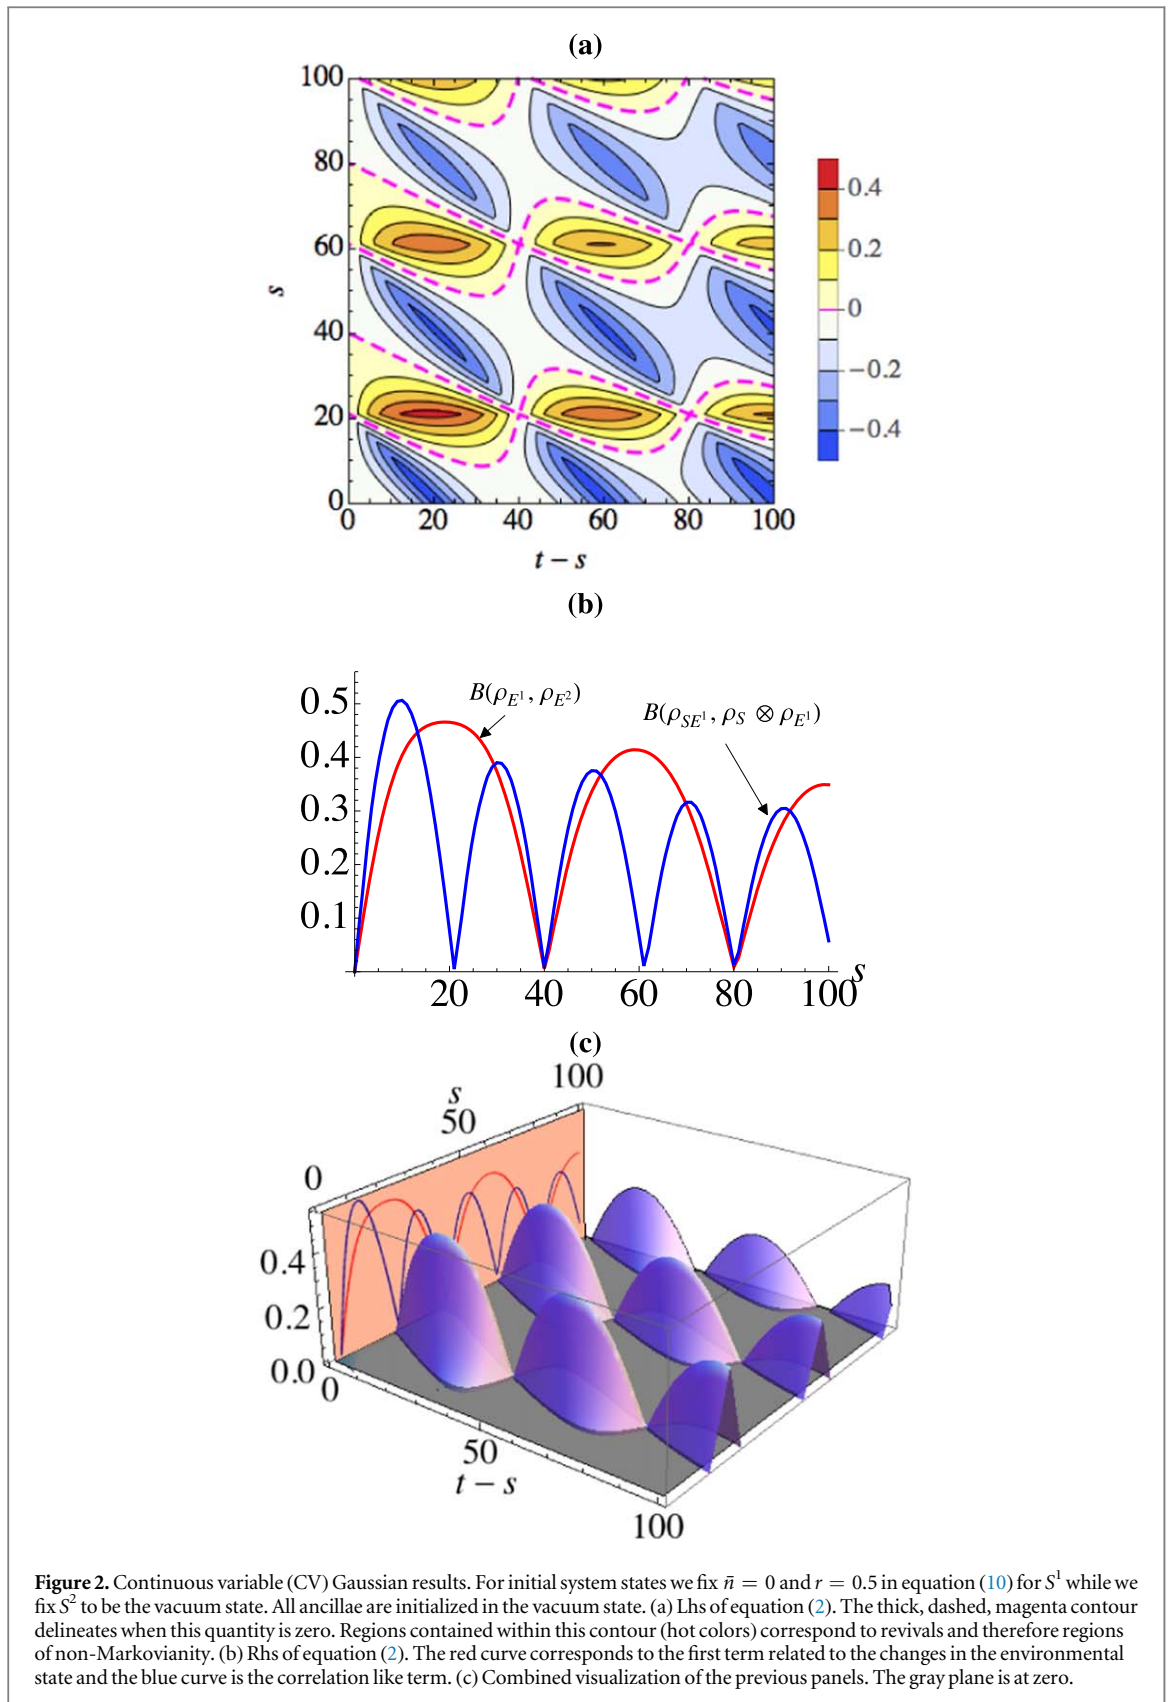 (a)
100
80
60
40
20
0
s
0 20 40 60 80 100
t − s
0.4
0.2
0
−0.2
−0.4
(b)
0.5
0.4
0.3
0.2
0.1
B(ρ_E¹, ρ_E²)
B(ρ_SE¹, ρ_S ⊗ ρ_E¹)
20 40 60 80 100
s
(c)
100
s
50
0
0.4
0.2
0.0
0
50
t − s
100
Figure 2. Continuous variable (CV) Gaussian results. For initial system states we fix n̄ = 0 and r = 0.5 in equation (10) for S¹ while we
fix S² to be the vacuum state. All ancillae are initialized in the vacuum state. (a) Lhs of equation (2). The thick, dashed, magenta contour
delineates when this quantity is zero. Regions contained within this contour (hot colors) correspond to revivals and therefore regions
of non-Markovianity. (b) Rhs of equation (2). The red curve corresponds to the first term related to the changes in the environmental
state and the blue curve is the correlation like term. (c) Combined visualization of the previous panels. The gray plane is at zero.